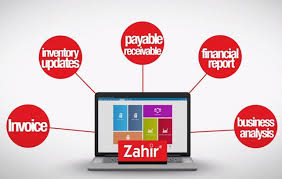 payable
receivable
inventory
updates
financial
report
Invoice
business
analysis
Zahir